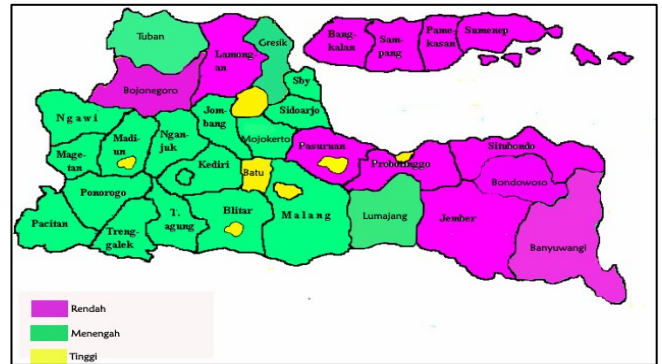 Tuban
Lamong
an
Gresik
Bang-
kalan
Sam-
pang
Pame-
kasan
Sumenep
Bojonegoro
Sby
Ngawi
Jom-
bang
Sidoarjo
Madi-
un
Ngan-
juk
Mojokerto
Mage-
tan
Kediri
Batu
Pasuruan
Probolinggo
Situbondo
Bondowoso
Ponorogo
Pacitan
Treng-
galek
T.
agung
Blitar
Malang
Lumajang
Jember
Banyuwangi
Rendah
Menengah
Tinggi